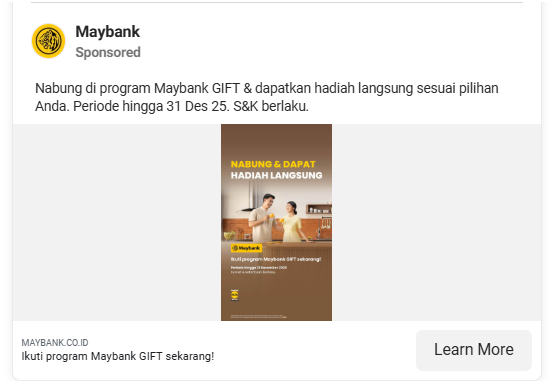 Maybank
Sponsored
Nabung di program Maybank GIFT & dapatkan hadiah langsung sesuai pilihan
Anda. Periode hingga 31 Des 25. S&K berlaku.
NABUNG & DAPAT
HADIAH LANGSUNG
Maybank
Ikuti program Maybank GIFT sekarang!
Periode hingga 31 Desember 2025
MAYBANK.CO.ID
Ikuti program Maybank GIFT sekarang!
Learn More